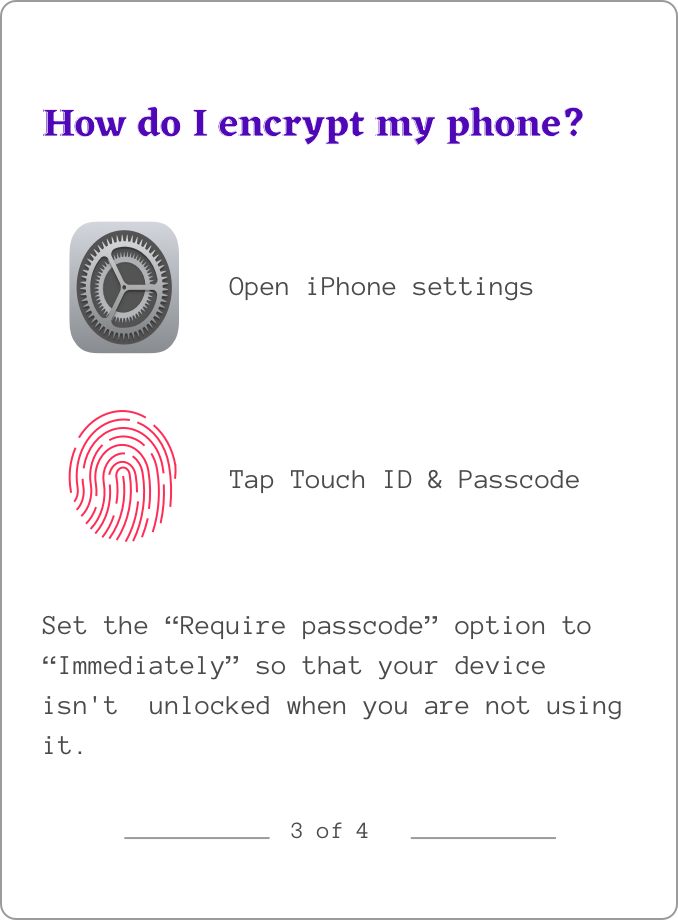 How do I encrypt my phone?
Open iPhone settings
Tap Touch ID & Passcode
Set the “Require passcode” option to
“Immediately” so that your device
isn't  unlocked when you are not using
it.
3 of 4